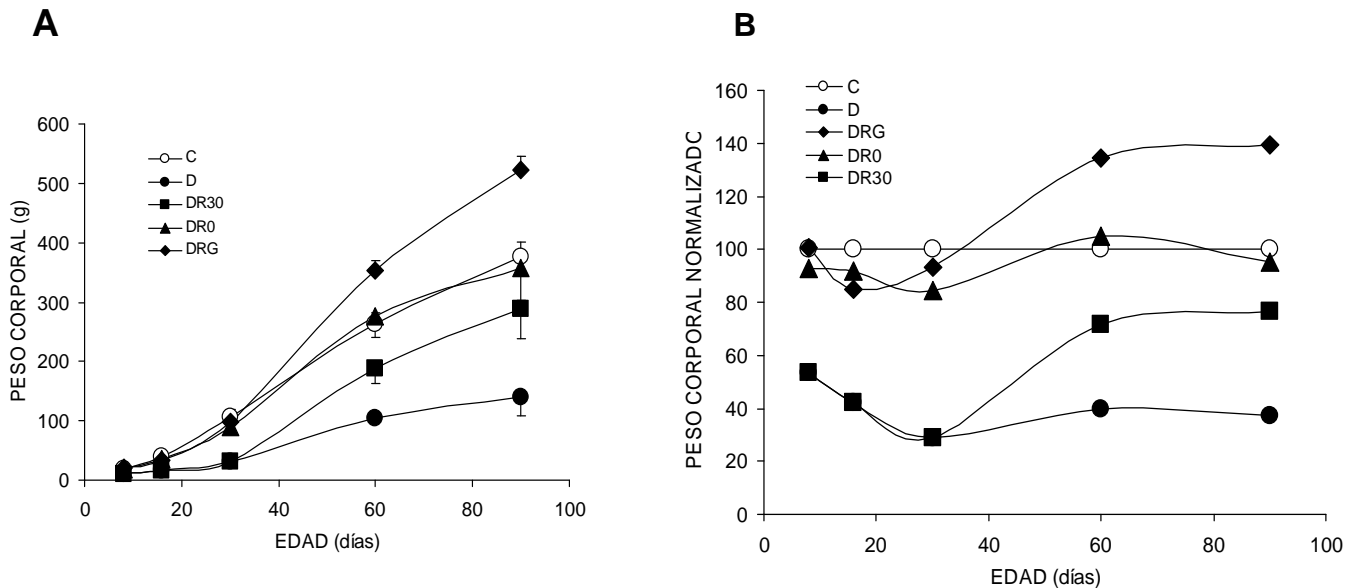 A
PESO CORPORAL (g)
600
500
400
300
200
100
0
C
D
DR30
DR0
DRG
0 20 40 60 80 100
EDAD (días)
B
PESO CORPORAL NORMALIZADC
160
140
120
100
80
60
40
20
0
C
D
DRG
DR0
DR30
0 20 40 60 80 100
EDAD (días)